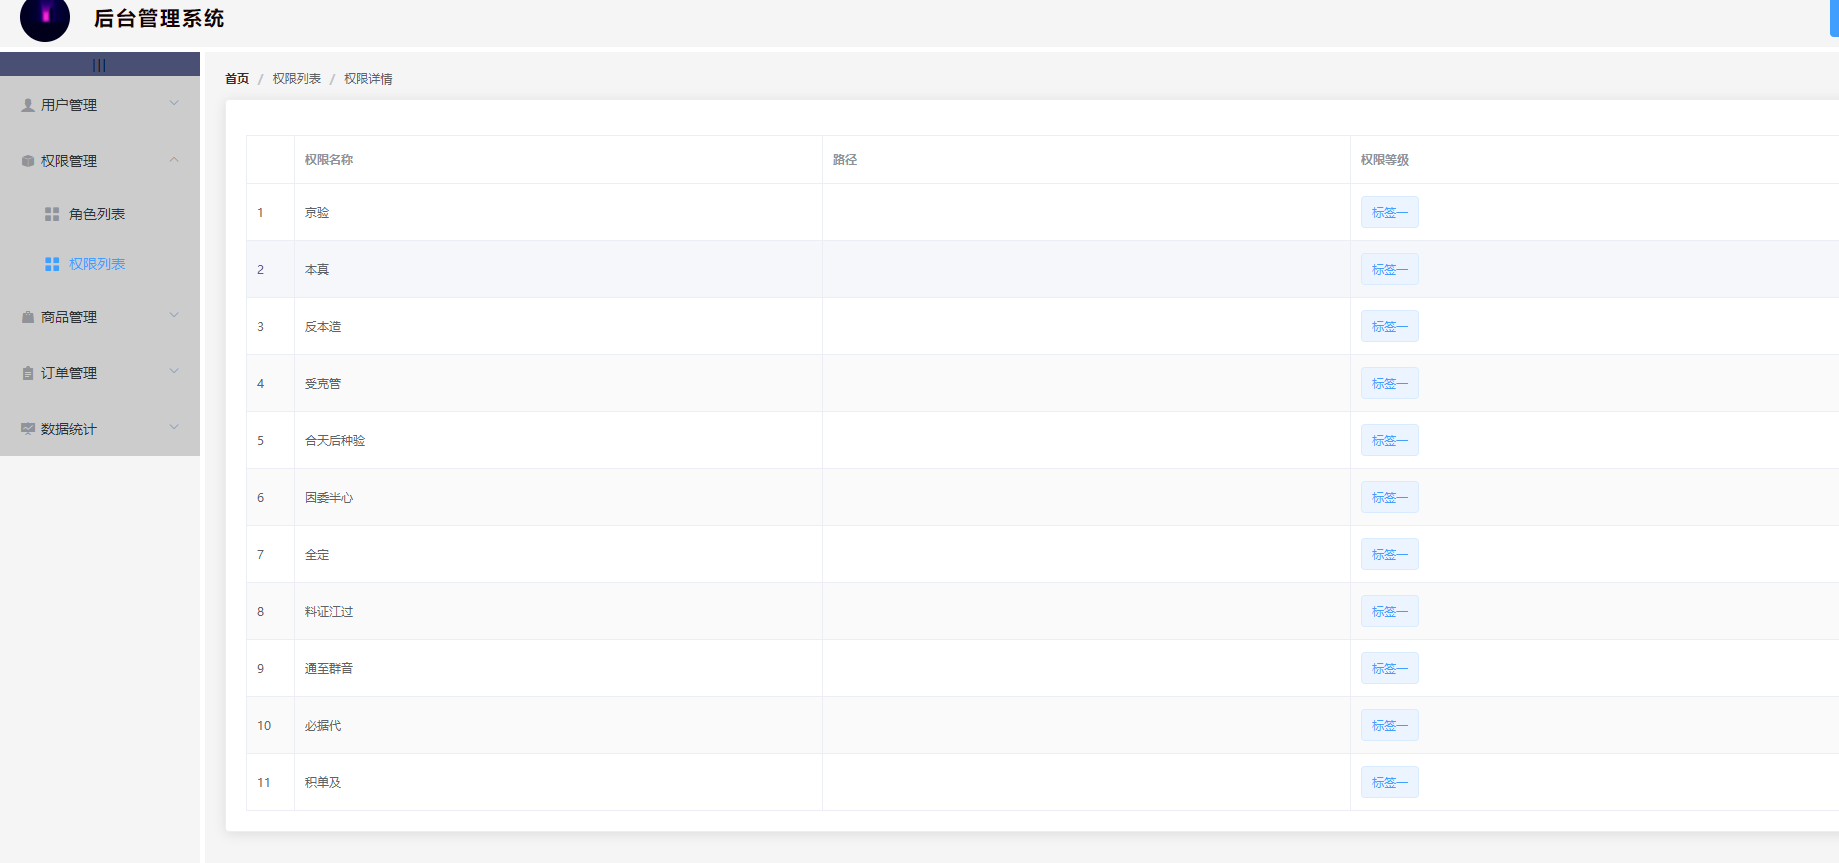 后台管理系统
|||
用户管理
权限管理
角色列表
权限列表
商品管理
订单管理
数据统计
首页 / 权限列表 / 权限详情
权限名称 路径 权限等级
1 京验 标签一
2 本真 标签一
3 反本造 标签一
4 受克管 标签一
5 合天后种验 标签一
6 因委半心 标签一
7 全定 标签一
8 料证江过 标签一
9 通至群音 标签一
10 必据代 标签一
11 积单及 标签一